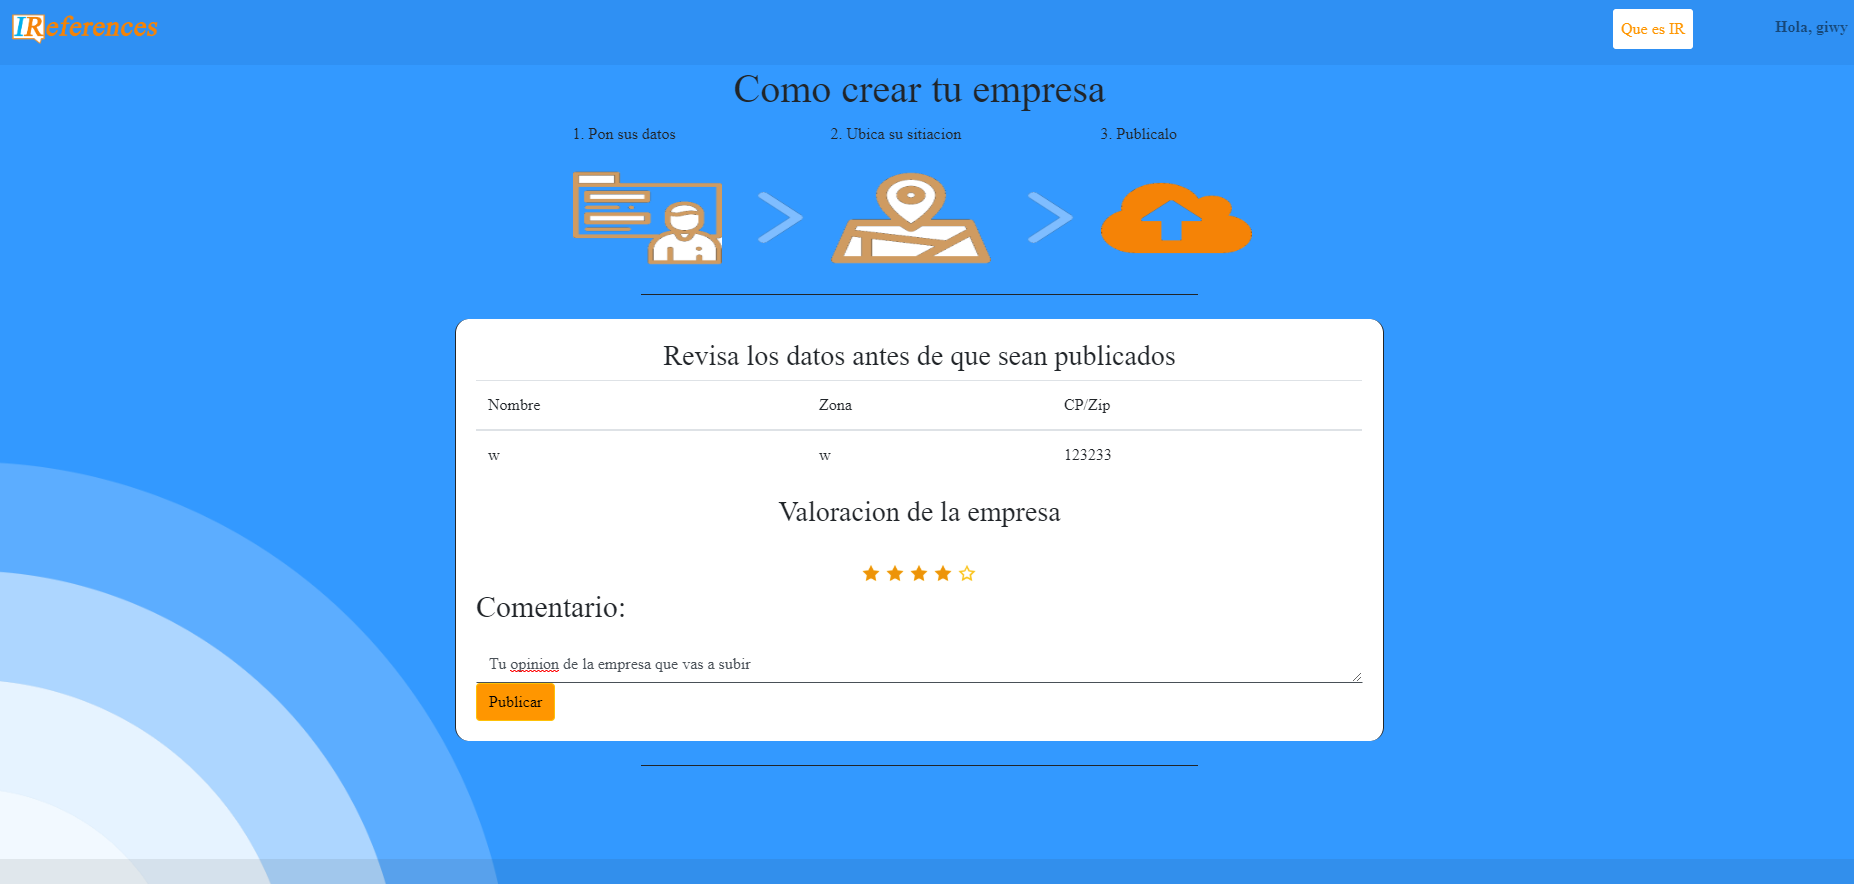 IReferences
Que es IR
Hola, giwy
Como crear tu empresa
1. Pon sus datos
2. Ubica su sitiacion
3. Publicalo
Revisa los datos antes de que sean publicados
Nombre Zona CP/Zip
w w 123233
Valoracion de la empresa
Comentario:
Tu opinion de la empresa que vas a subir
Publicar